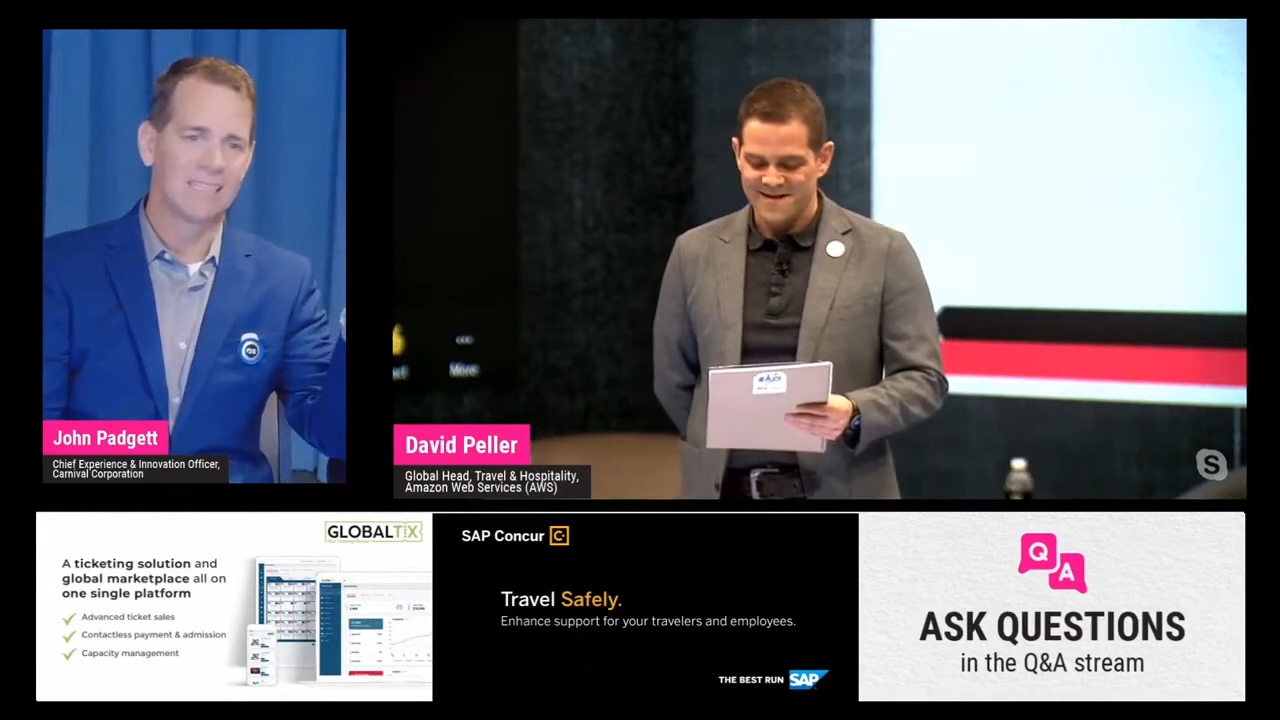 John Padgett
Chief Experience & Innovation Officer,
Carnival Corporation
David Peller
Global Head, Travel & Hospitality,
Amazon Web Services (AWS)
More
S
GLOBALTiX
A ticketing solution and
global marketplace all on
one single platform
Advanced ticket sales
Contactless payment & admission
Capacity management
SAP Concur C
Travel Safely.
Enhance support for your travelers and employees.
THE BEST RUN SAP
Q
A
ASK QUESTIONS
in the Q&A stream